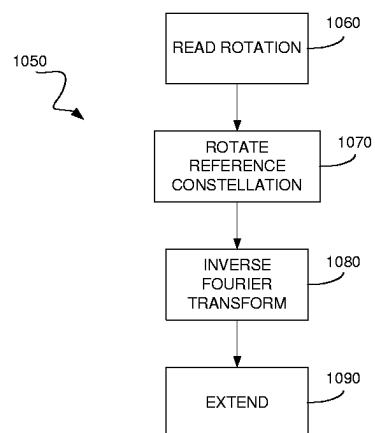 1060
READ ROTATION
1050
1070
ROTATE
REFERENCE
CONSTELLATION
1080
INVERSE
FOURIER
TRANSFORM
1090
EXTEND